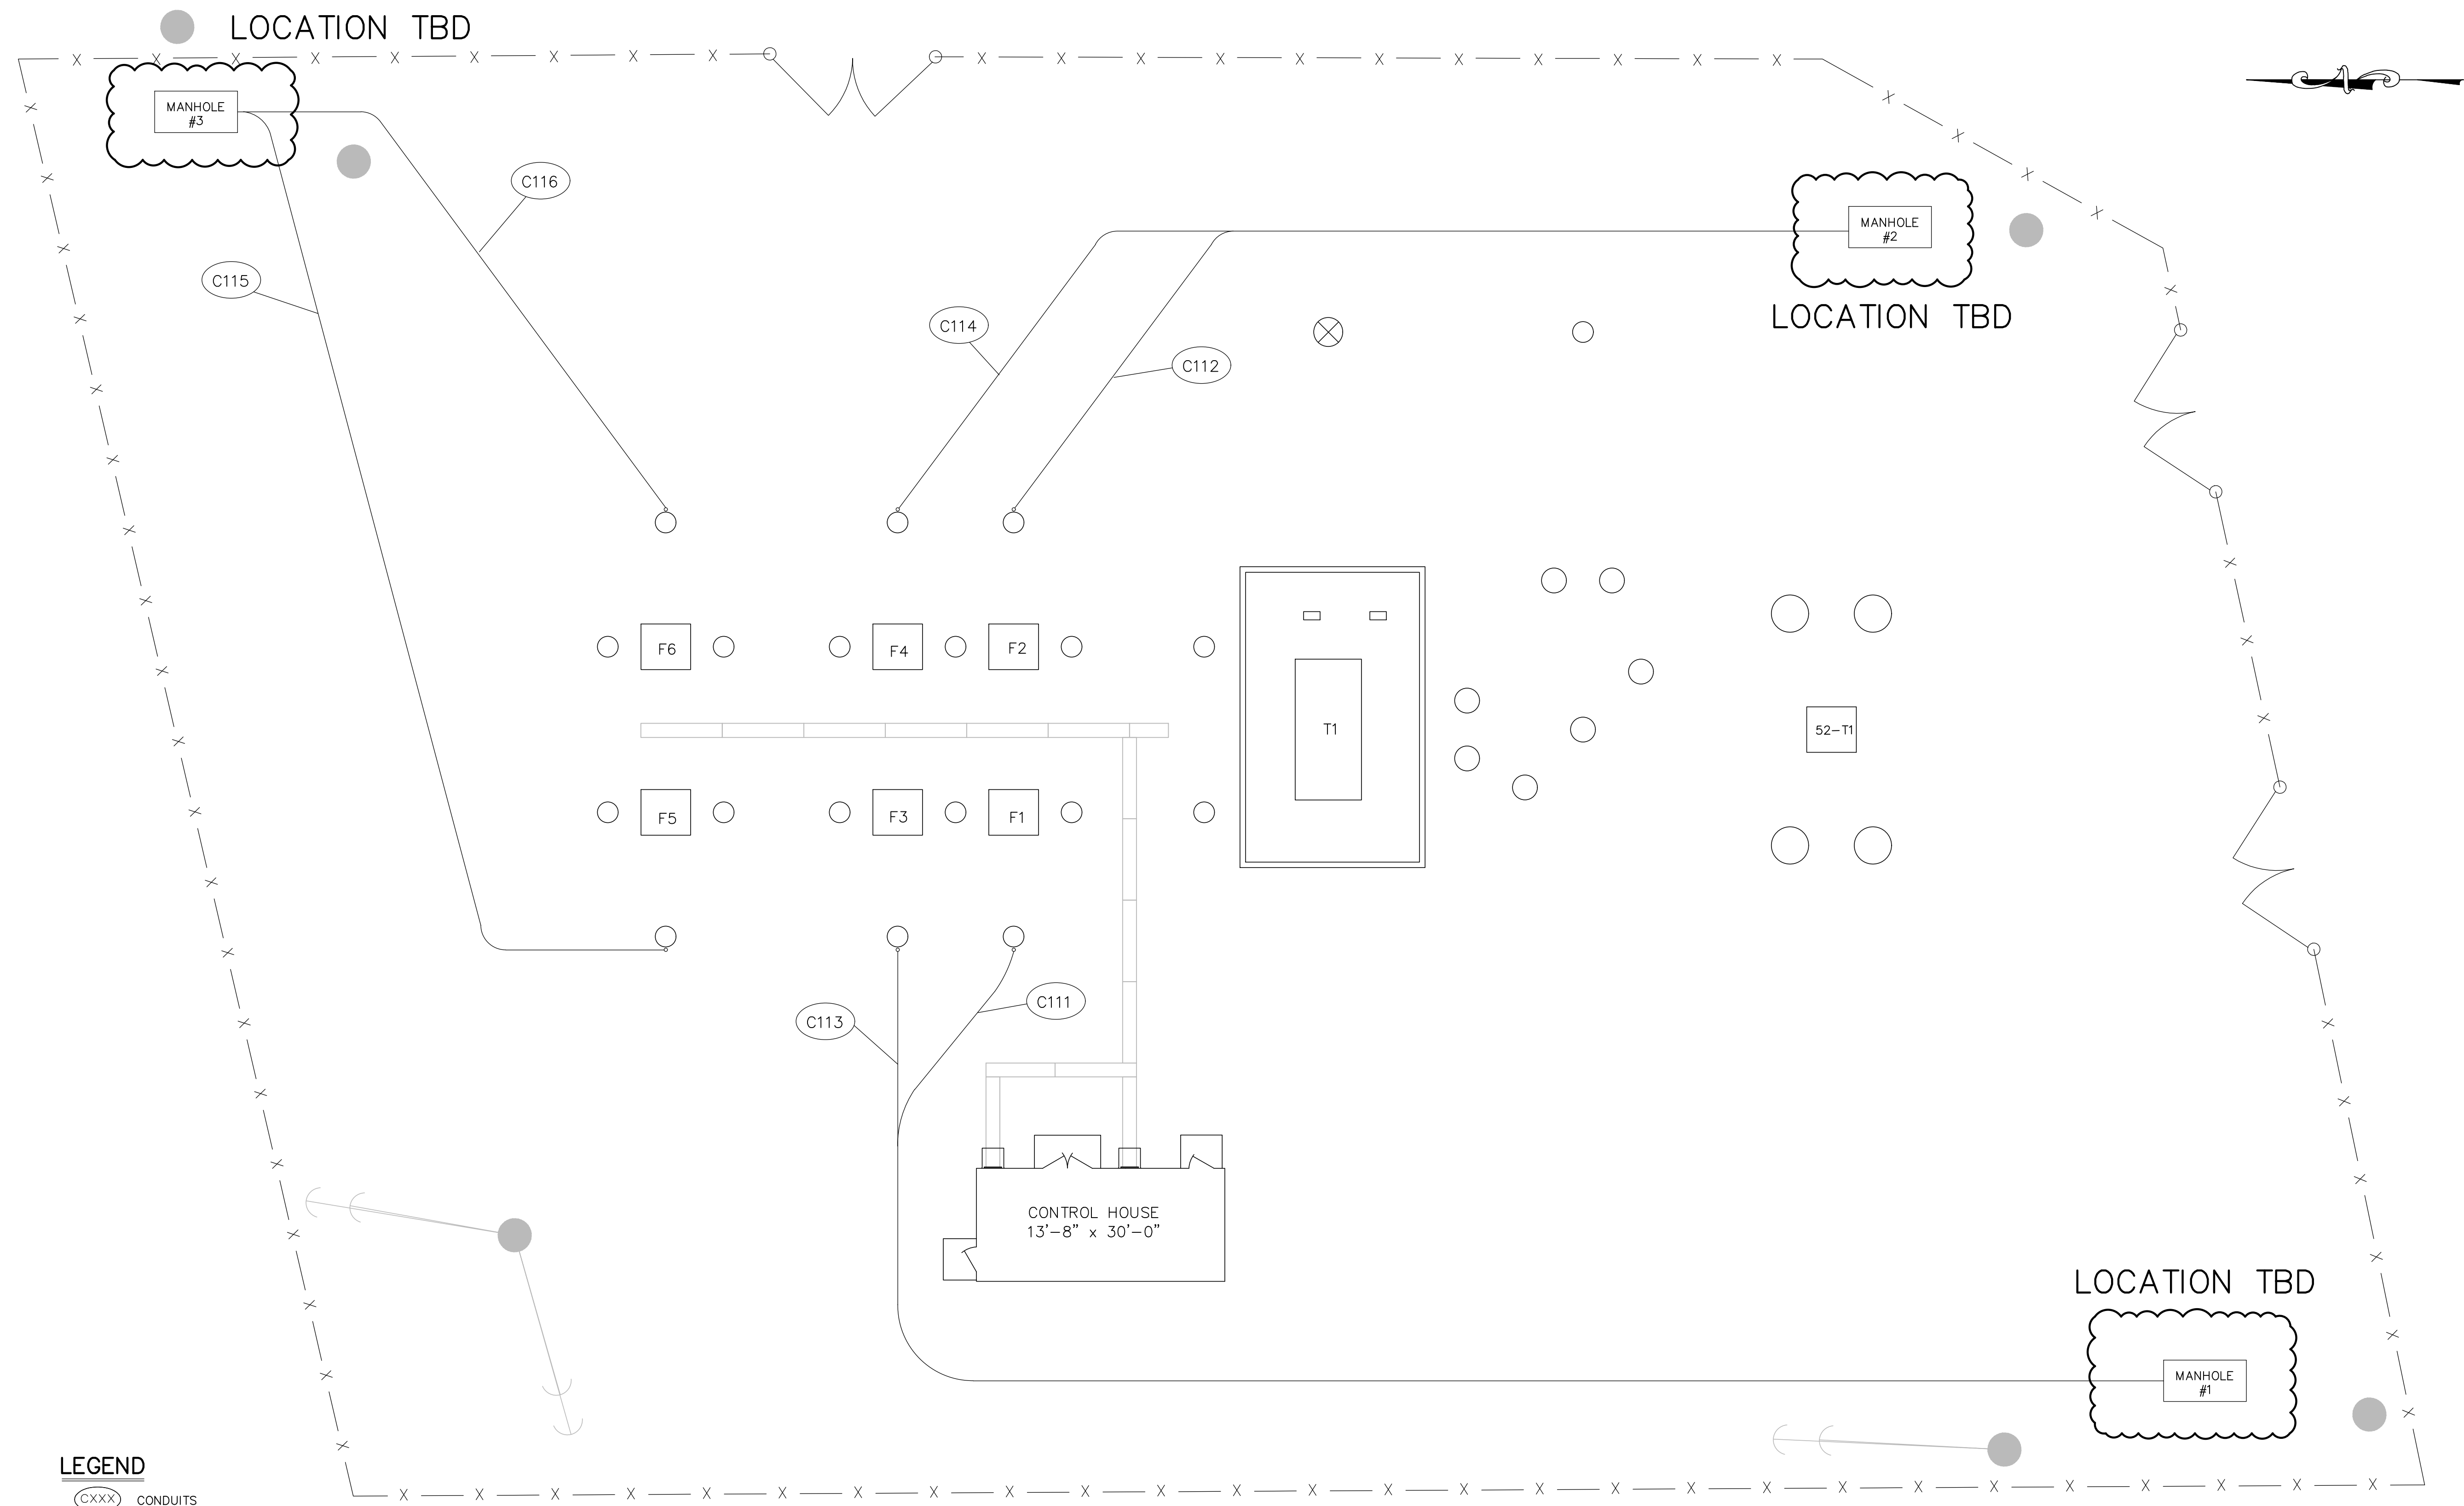 LOCATION TBD
MANHOLE
#3
C116
C115
MANHOLE
#2
LOCATION TBD
C114
C112
F6
F4
F2
T1
52-T1
F5
F3
F1
C111
C113
CONTROL HOUSE
13'-8" x 30'-0"
LOCATION TBD
MANHOLE
#1
LEGEND
CXXX CONDUITS